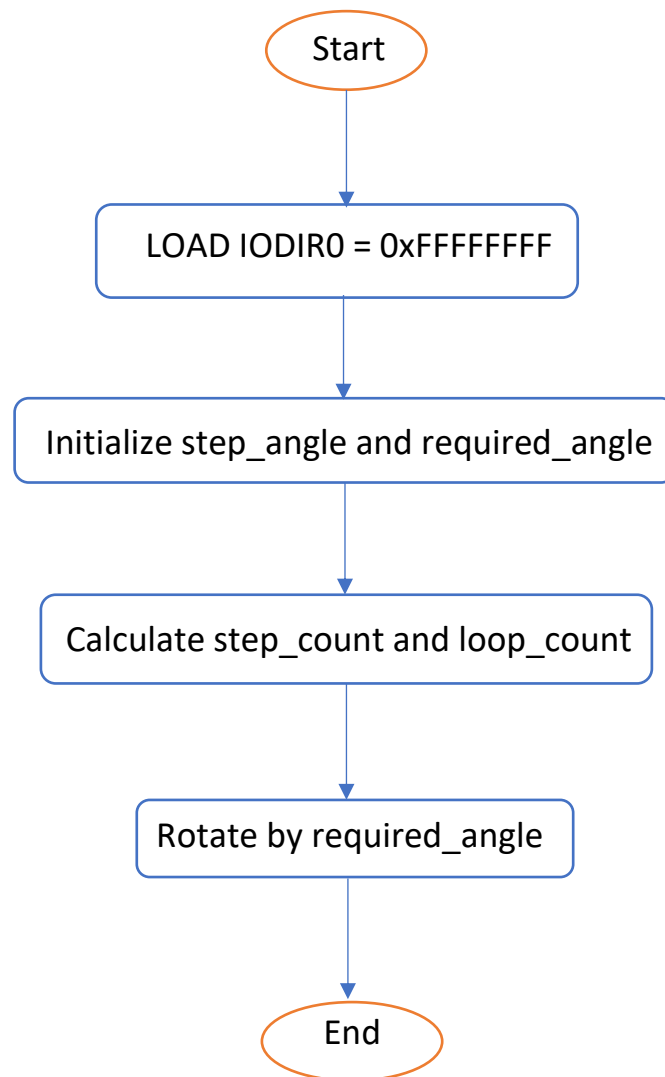 Start
LOAD IODIR0 = 0xFFFFFFFF
Initialize step_angle and required_angle
Calculate step_count and loop_count
Rotate by required_angle
End